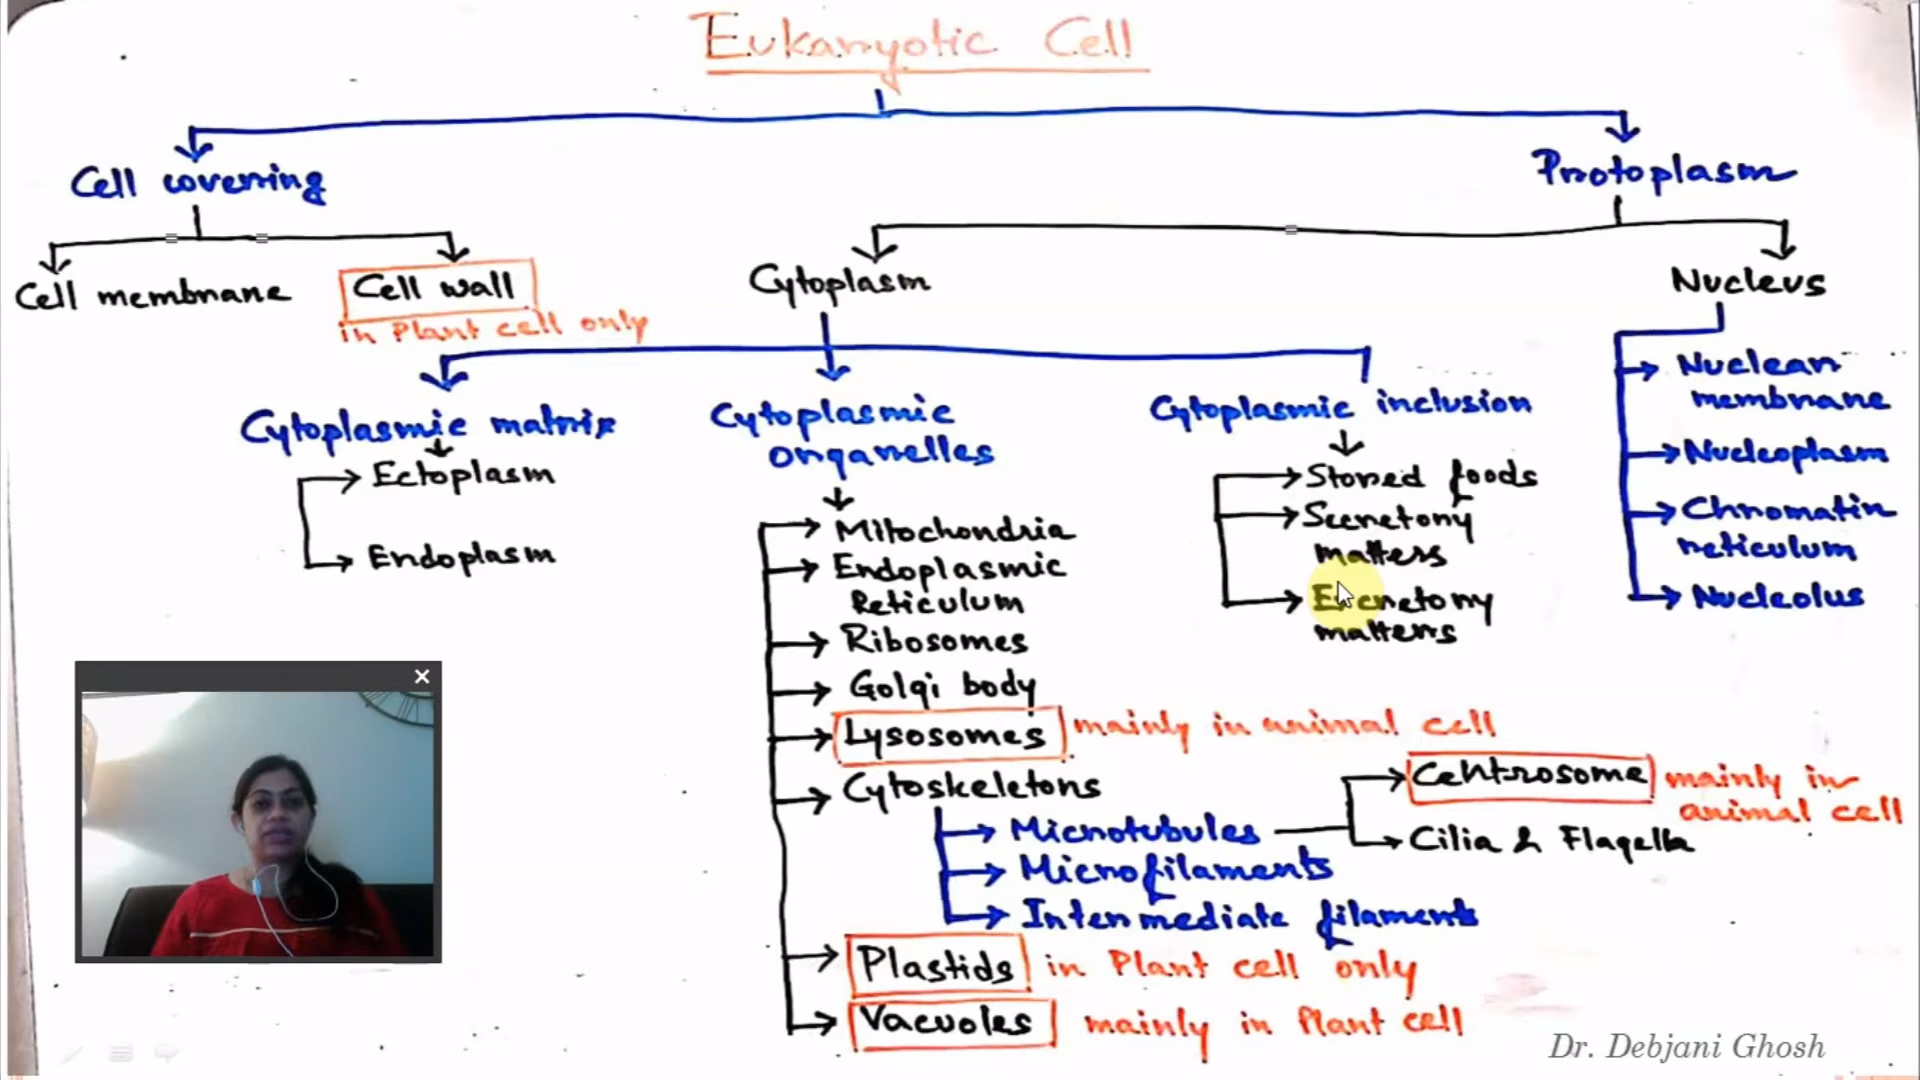 Eukaryotic Cell
Cell covering
Protoplasm
Cell membrane
Cell wall
in Plant cell only
Cytoplasm
Nucleus
Cytoplasmic matrix
Ectoplasm
Endoplasm
Cytoplasmic
organelles
Mitochondria
Endoplasmic
Reticulum
Ribosomes
Golgi body
Lysosomes mainly in animal cell
Cytoskeletons
Microtubules
Centrosome mainly in
animal cell
Cilia & Flagella
Microfilaments
Intermediate filaments
Plastids in Plant cell only
Vacuoles mainly in Plant cell
Cytoplasmic inclusion
Stored foods
Secretory
matters
Excretory
matters
Nuclear
membrane
Nucleoplasm
Chromatin
reticulum
Nucleolus
Dr. Debjani Ghosh